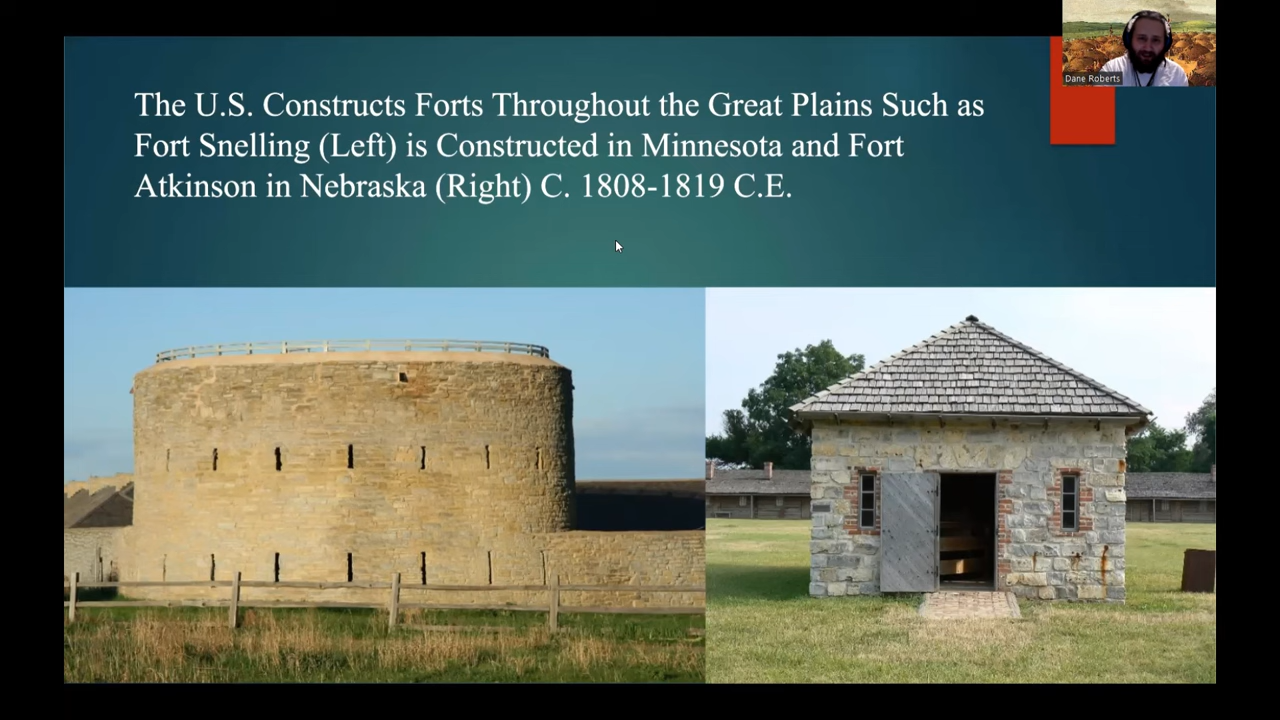 Dane Roberts
The U.S. Constructs Forts Throughout the Great Plains Such as
Fort Snelling (Left) is Constructed in Minnesota and Fort
Atkinson in Nebraska (Right) C. 1808-1819 C.E.